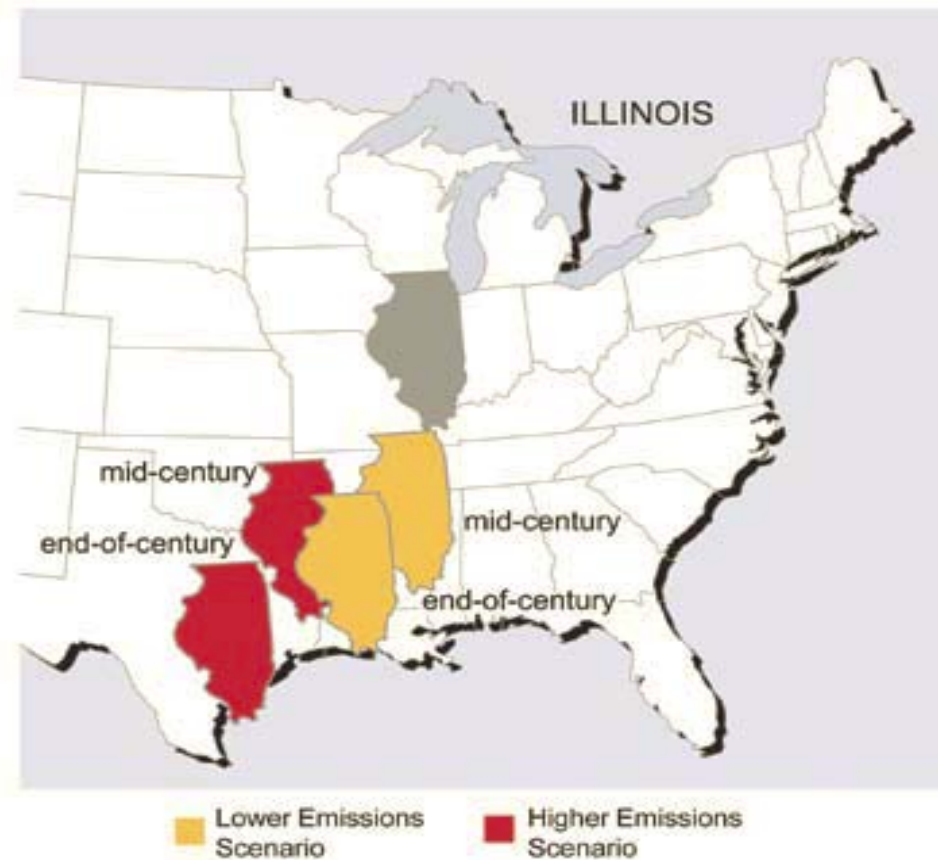 ILLINOIS
mid-century
end-of-century
mid-century
end-of-century
Lower Emissions
Scenario
Higher Emissions
Scenario